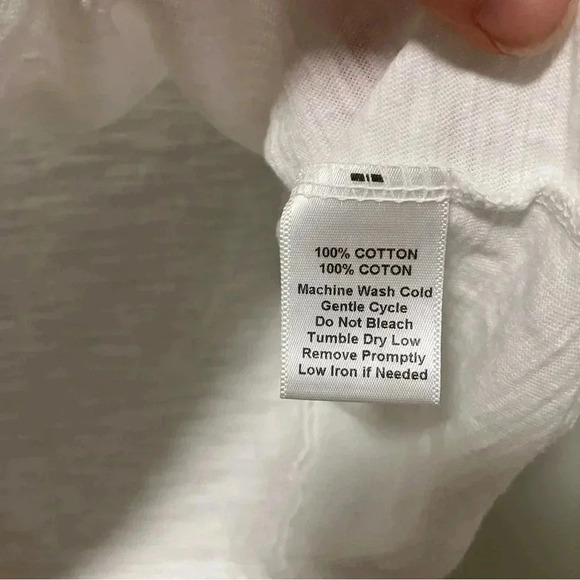 100% COTTON
100% COTON
Machine Wash Cold
Gentle Cycle
Do Not Bleach
Tumble Dry Low
Remove Promptly
Low Iron if Needed